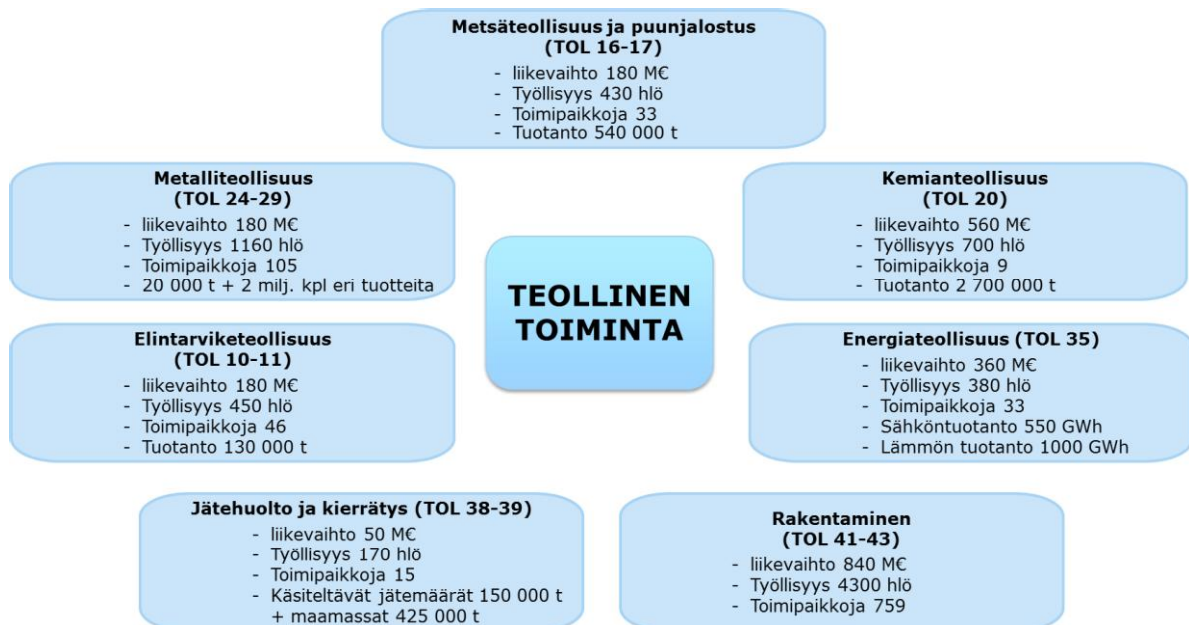 Metsäteollisuus ja puunjalostus
(TOL 16-17)
- liikevaihto 180 M€
- Työllisyys 430 hlö
- Toimipaikkoja 33
- Tuotanto 540 000 t
Metalliteollisuus
(TOL 24-29)
- liikevaihto 180 M€
- Työllisyys 1160 hlö
- Toimipaikkoja 105
- 20 000 t + 2 milj. kpl eri tuotteita
Kemianteollisuus
(TOL 20)
- liikevaihto 560 M€
- Työllisyys 700 hlö
- Toimipaikkoja 9
- Tuotanto 2 700 000 t
TEOLLINEN
TOIMINTA
Elintarviketeollisuus
(TOL 10-11)
- liikevaihto 180 M€
- Työllisyys 450 hlö
- Toimipaikkoja 46
- Tuotanto 130 000 t
Energiateollisuus (TOL 35)
- liikevaihto 360 M€
- Työllisyys 380 hlö
- Toimipaikkoja 33
- Sähköntuotanto 550 GWh
- Lämmön tuotanto 1000 GWh
Jätehuolto ja kierrätys (TOL 38-39)
- liikevaihto 50 M€
- Työllisyys 170 hlö
- Toimipaikkoja 15
- Käsiteltävät jätemäärät 150 000 t
+ maamassat 425 000 t
Rakentaminen
(TOL 41-43)
- liikevaihto 840 M€
- Työllisyys 4300 hlö
- Toimipaikkoja 759